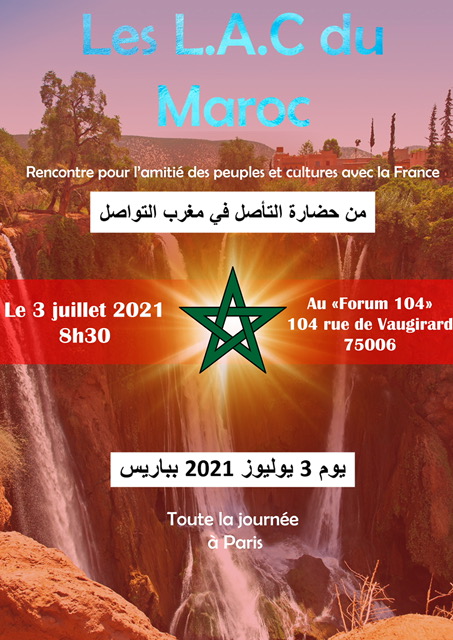 Les L.A.C du
Maroc
Rencontre pour l'amitié des peuples et cultures avec la France
من حضارة التأصل في مغرب التواصل
Le 3 juillet 2021
8h30
Au «Forum 104»
104 rue de Vaugirard
75006
يوم 3 يوليوز 2021 بباريس
Toute la journée
à Paris